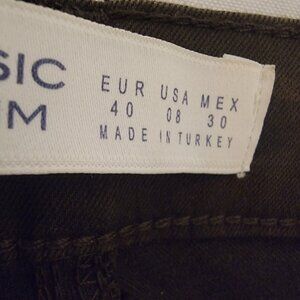 SIC
M
EUR USA MEX
40 08 30
MADE IN TURKEY